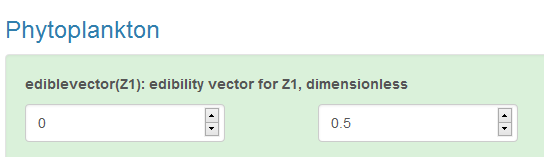 Phytoplankton
ediblevector(Z1): edibility vector for Z1, dimensionless
0 0.5